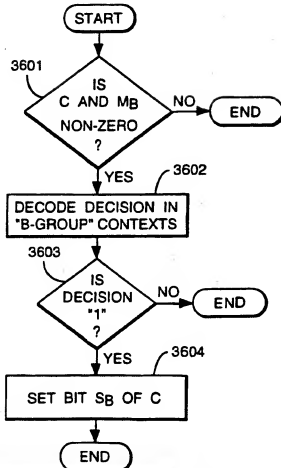 START
3601
IS
C AND MB
NON-ZERO
?
NO
END
YES
3602
DECODE DECISION IN
"B-GROUP" CONTEXTS
3603
IS
DECISION
"1"
?
NO
END
YES
3604
SET BIT SB OF C
END